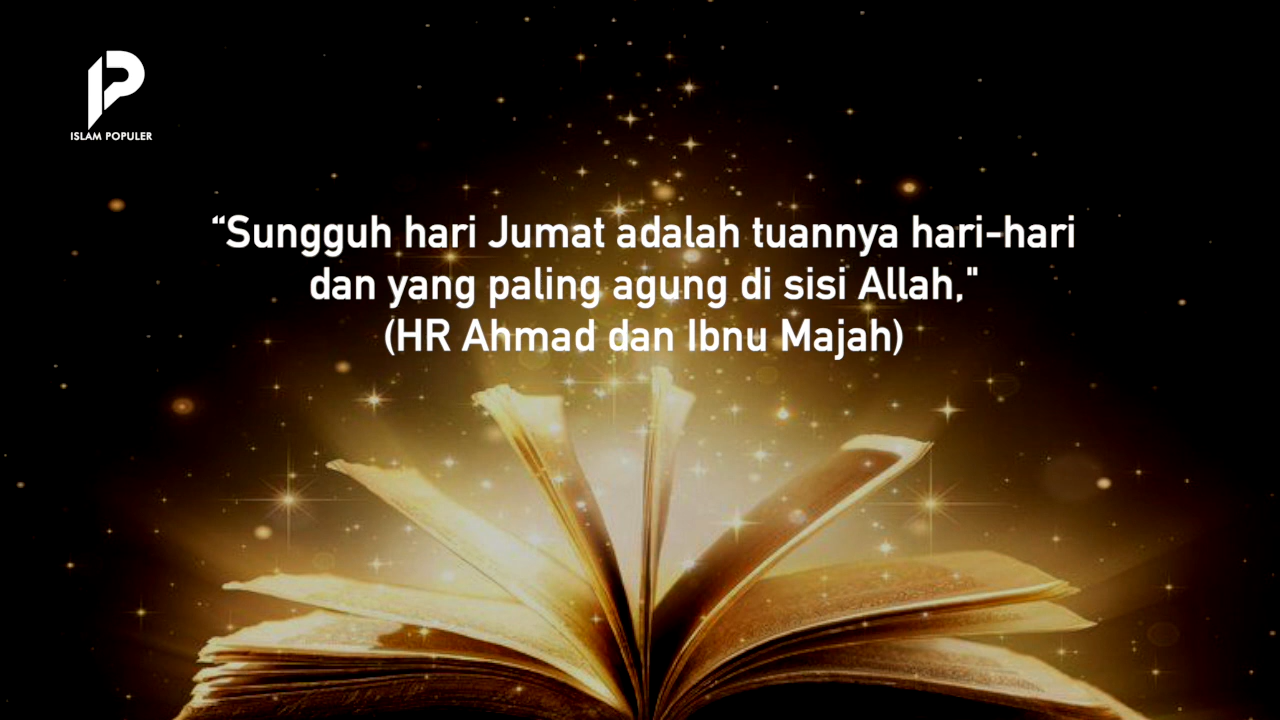 ISLAM POPULER
“Sungguh hari Jumat adalah tuannya hari-hari
dan yang paling agung di sisi Allah,"
(HR Ahmad dan Ibnu Majah)